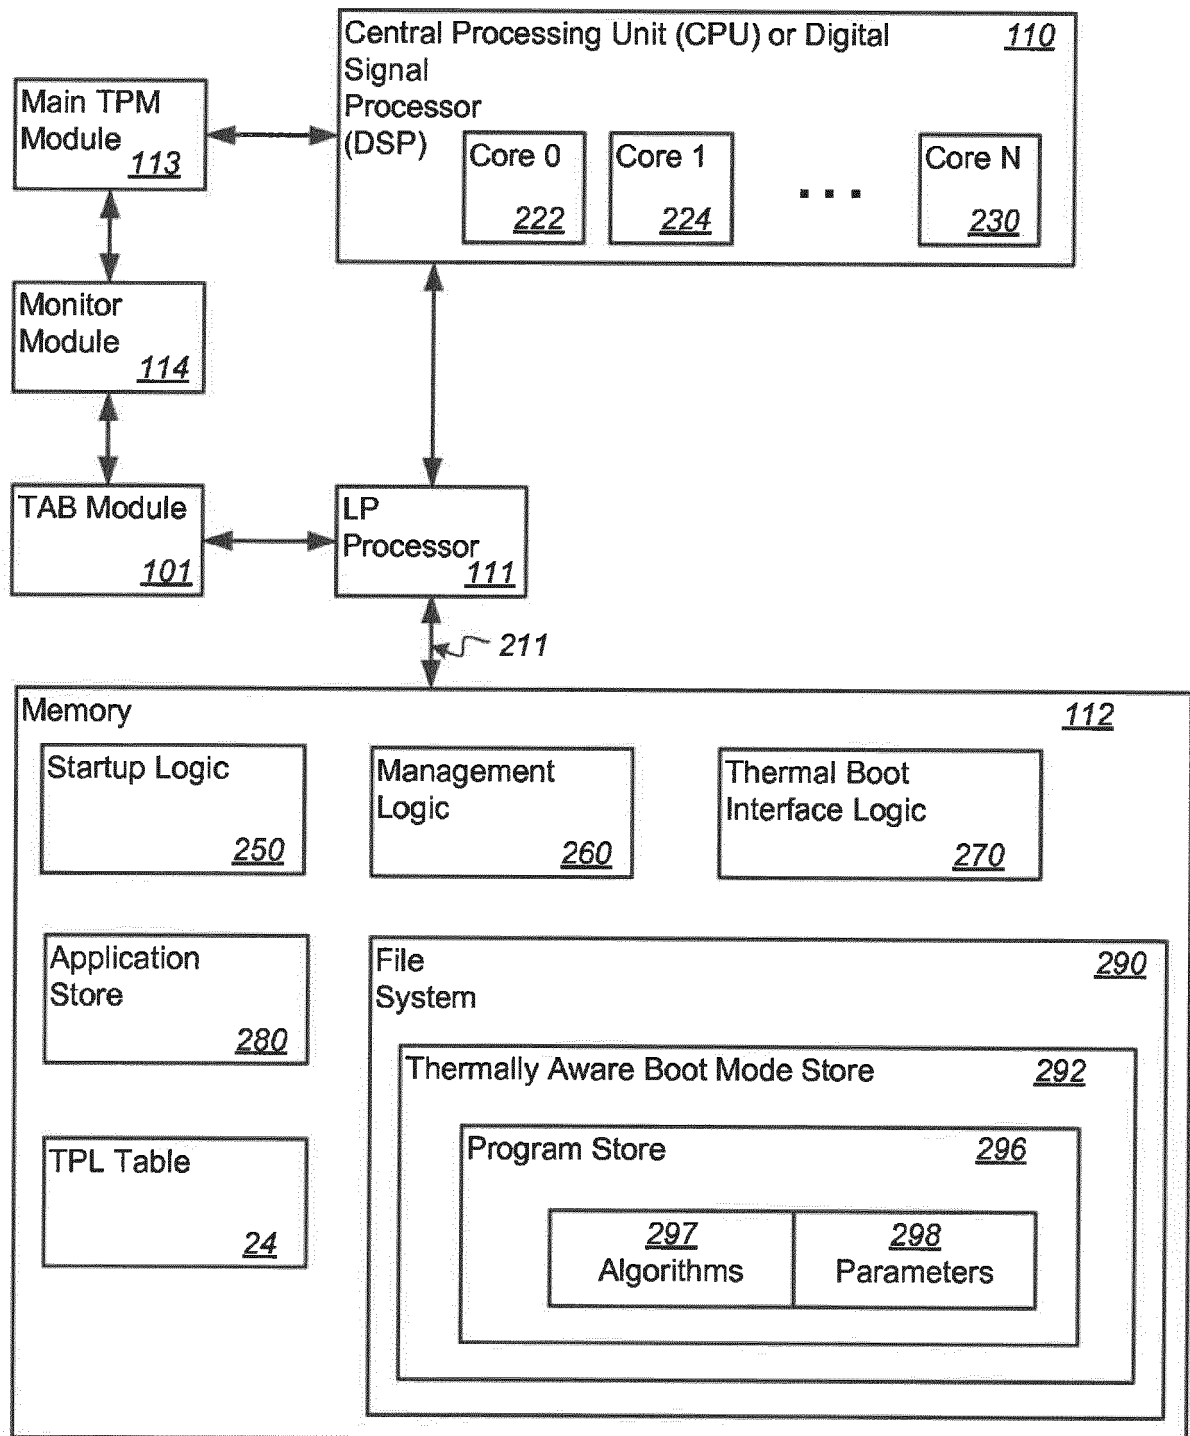 Central Processing Unit (CPU) or Digital 110
Signal
Processor
(DSP)
Core 0
222
Core 1
224
...
Core N
230
Main TPM
Module
113
Monitor
Module
114
TAB Module
101
LP
Processor
111
211
Memory 112
Startup Logic
250
Management
Logic
260
Thermal Boot
Interface Logic
270
Application
Store
280
File 290
System
Thermally Aware Boot Mode Store 292
Program Store 296
297
Algorithms
298
Parameters
TPL Table
24